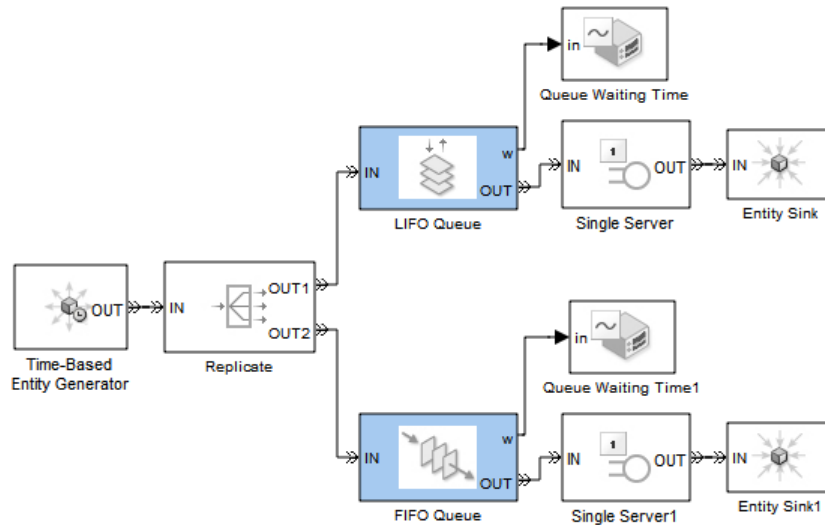 in
Queue Waiting Time
IN
w
OUT
LIFO Queue
IN
1
OUT
Single Server
IN
Entity Sink
OUT
Time-Based
Entity Generator
IN
OUT1
OUT2
Replicate
in
Queue Waiting Time1
IN
w
OUT
FIFO Queue
IN
1
OUT
Single Server1
IN
Entity Sink1